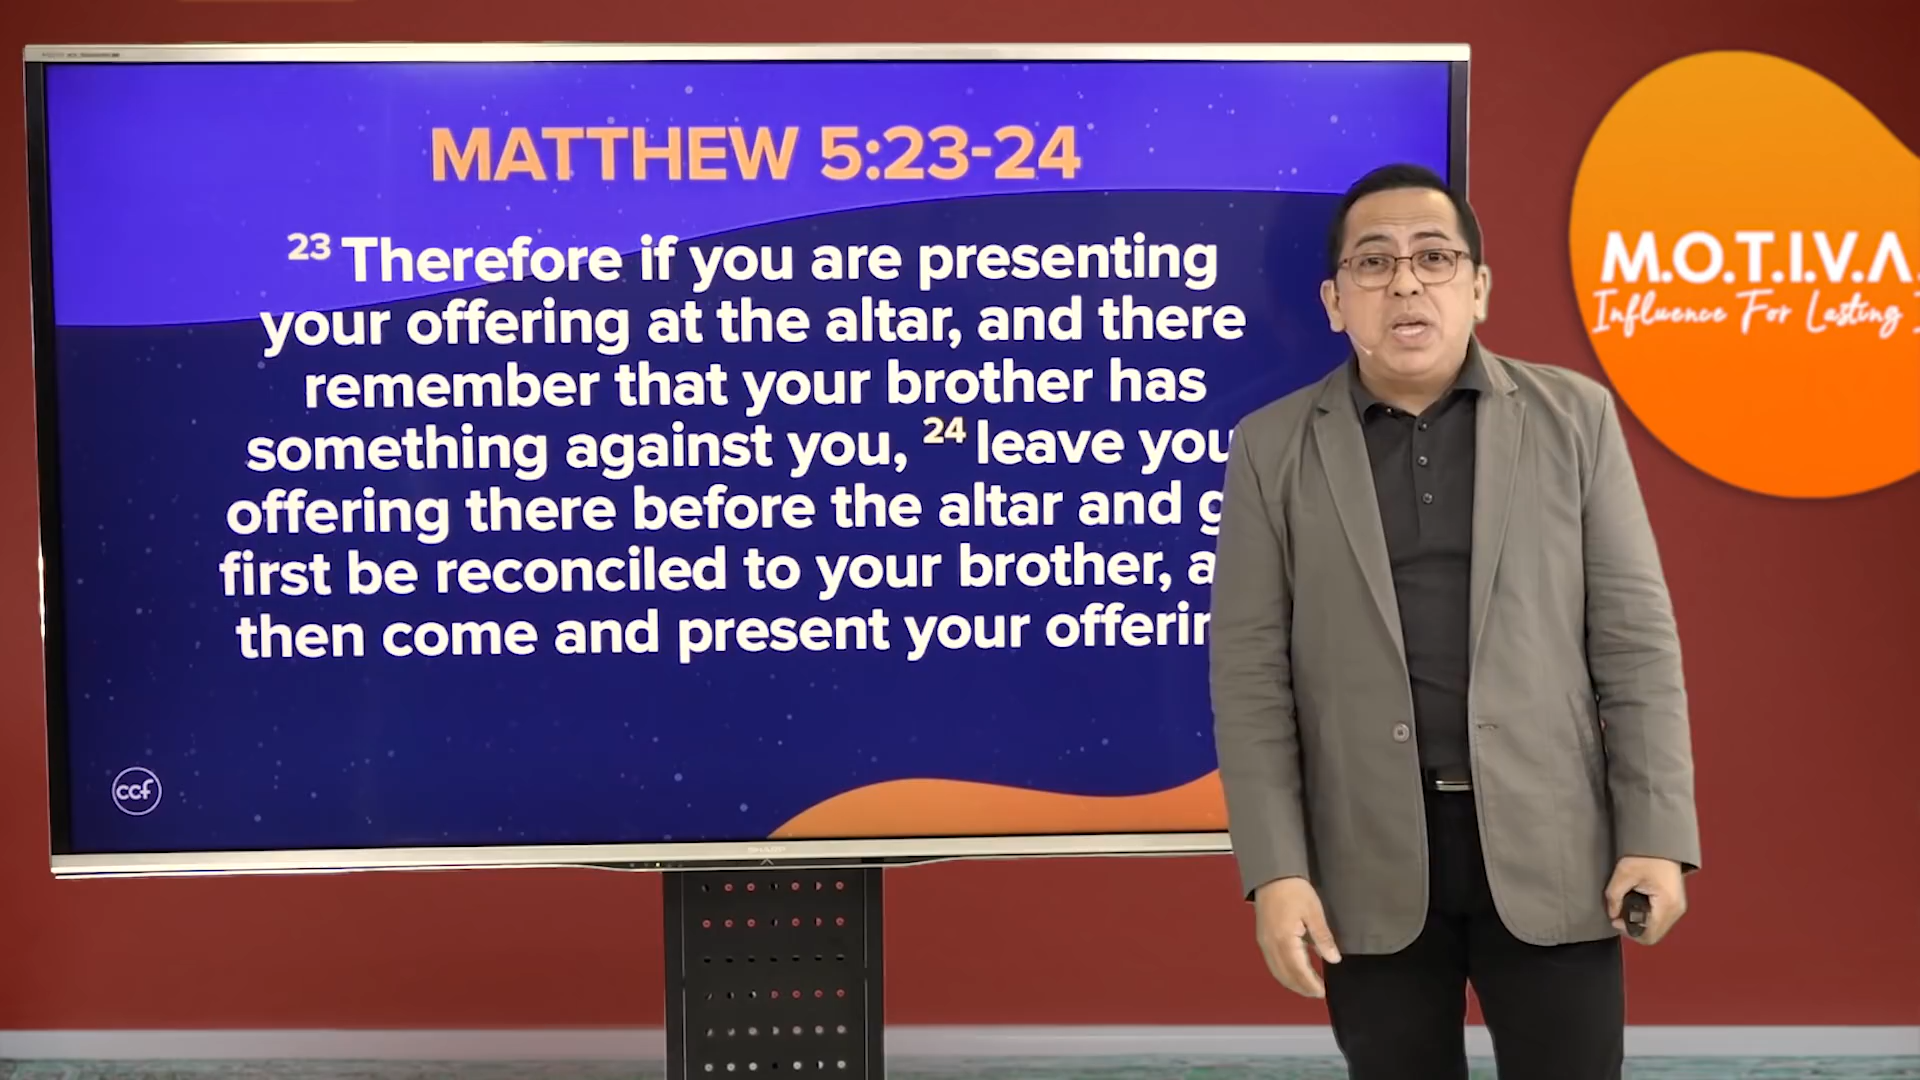 MATTHEW 5:23-24
23 Therefore if you are presenting
your offering at the altar, and there
remember that your brother has
something against you, 24 leave you
offering there before the altar and g
first be reconciled to your brother, a
then come and present your offerin
ccf
SHARP
M.O.T.I.V.A.
Influence For Lasting I